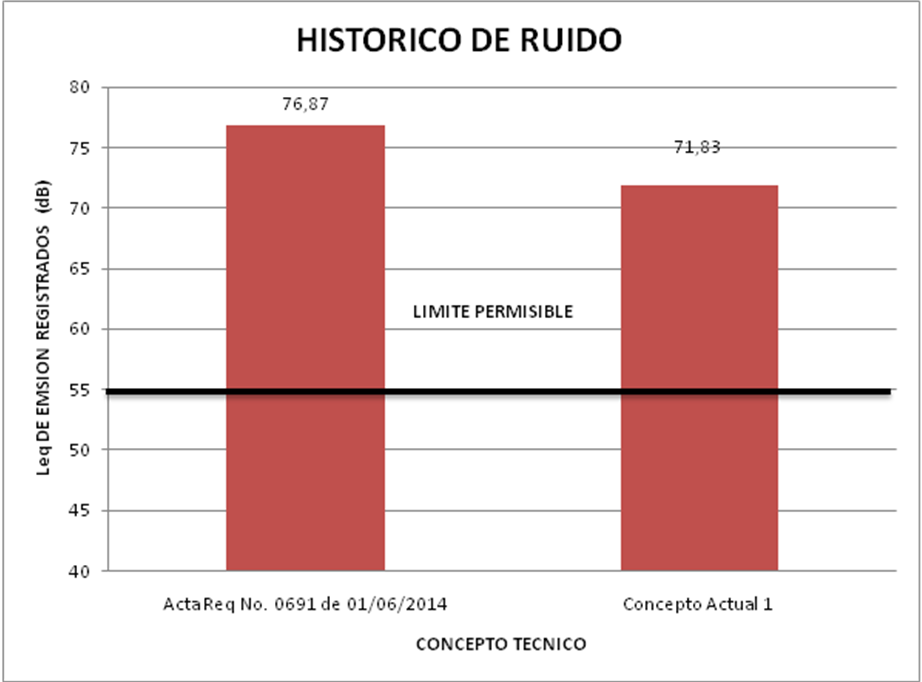 HISTORICO DE RUIDO
Leq DE EMSION REGISTRADOS (dB)
80
75
70
65
60
55
50
45
40
76,87
71,83
LIMITE PERMISIBLE
ActaReq No. 0691 de 01/06/2014
Concepto Actual 1
CONCEPTO TECNICO